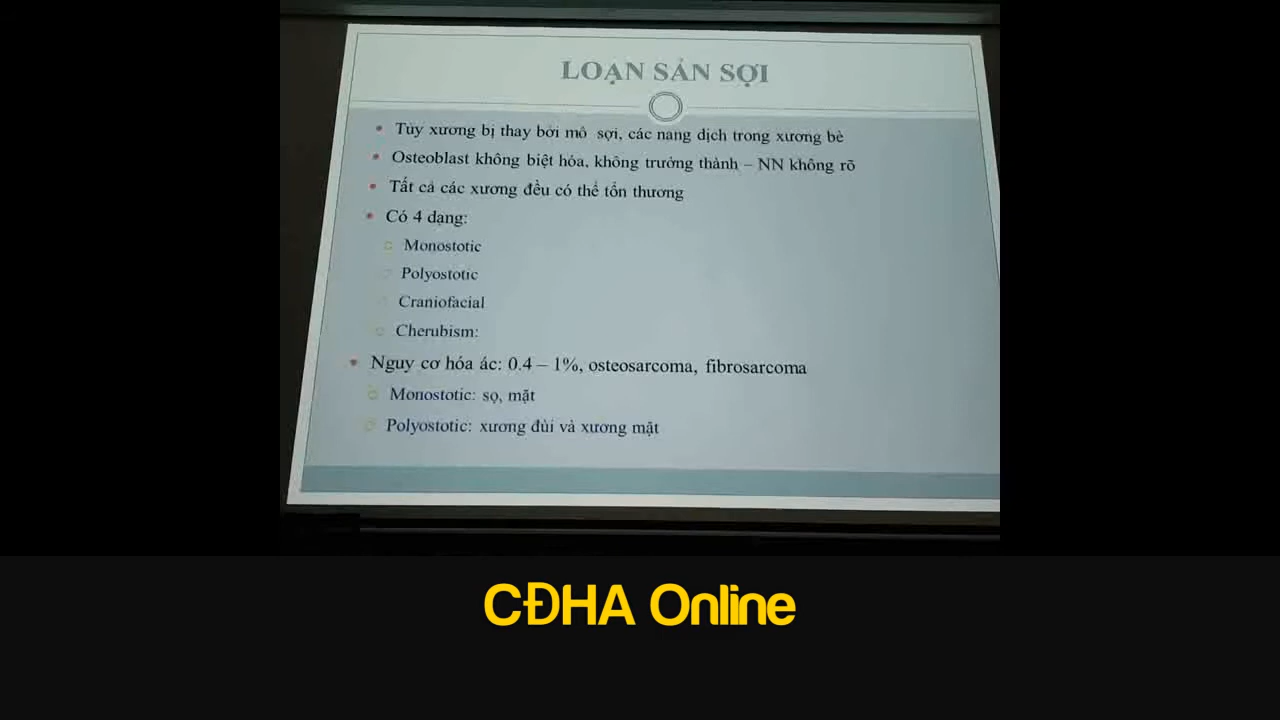 LOẠN SẢN SỢI
Tủy xương bị thay bởi mô sợi, các nang dịch trong xương bè
Osteoblast không biệt hóa, không trưởng thành – NN không rõ
Tất cả các xương đều có thể tổn thương
Có 4 dạng:
Monostotic
Polyostotic
Craniofacial
Cherubism:
Nguy cơ hóa ác: 0.4 – 1%, osteosarcoma, fibrosarcoma
Monostotic: sọ, mặt
Polyostotic: xương đùi và xương mặt
CĐHA Online